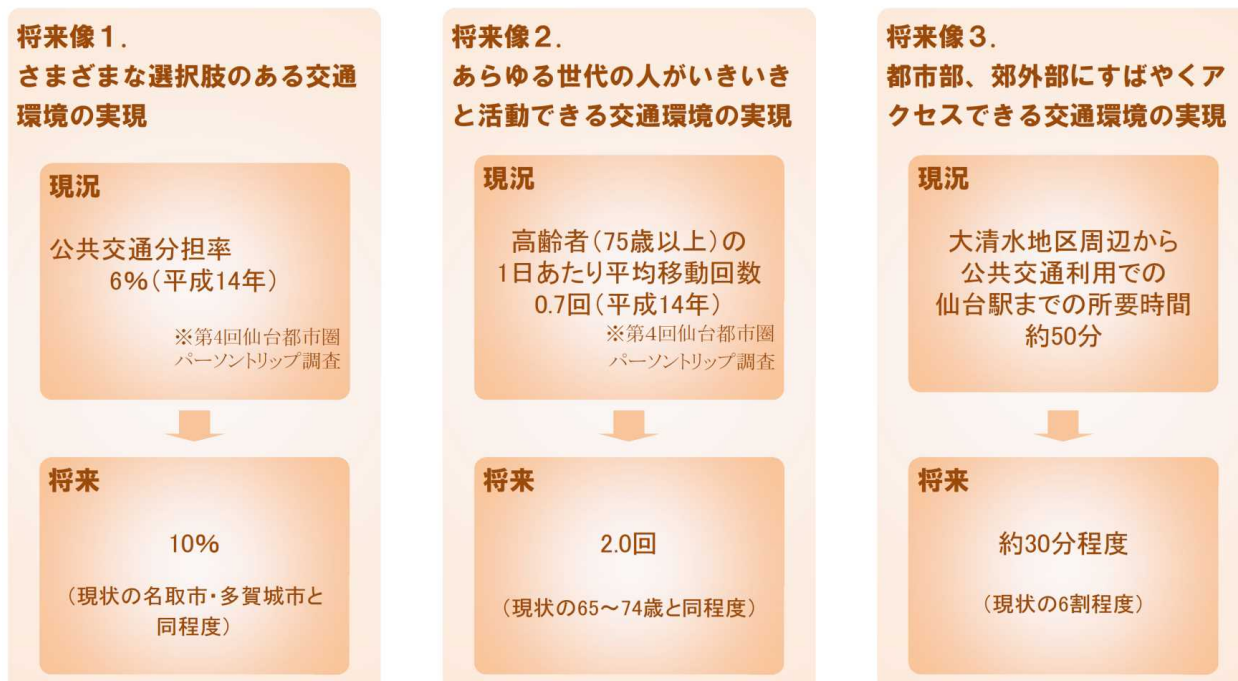 将来像1.
さまざまな選択肢のある交通
環境の実現
現況
公共交通分担率
6%(平成14年)
※第4回仙台都市圏
パーソントリップ調査
将来
10%
(現状の名取市・多賀城市と
同程度)
将来像2.
あらゆる世代の人がいきいき
と活動できる交通環境の実現
現況
高齢者(75歳以上)の
1日あたり平均移動回数
0.7回(平成14年)
※第4回仙台都市圏
パーソントリップ調査
将来
2.0回
(現状の65～74歳と同程度)
将来像3.
都市部、郊外部にすばやくア
クセスできる交通環境の実現
現況
大清水地区周辺から
公共交通利用での
仙台駅までの所要時間
約50分
将来
約30分程度
(現状の6割程度)